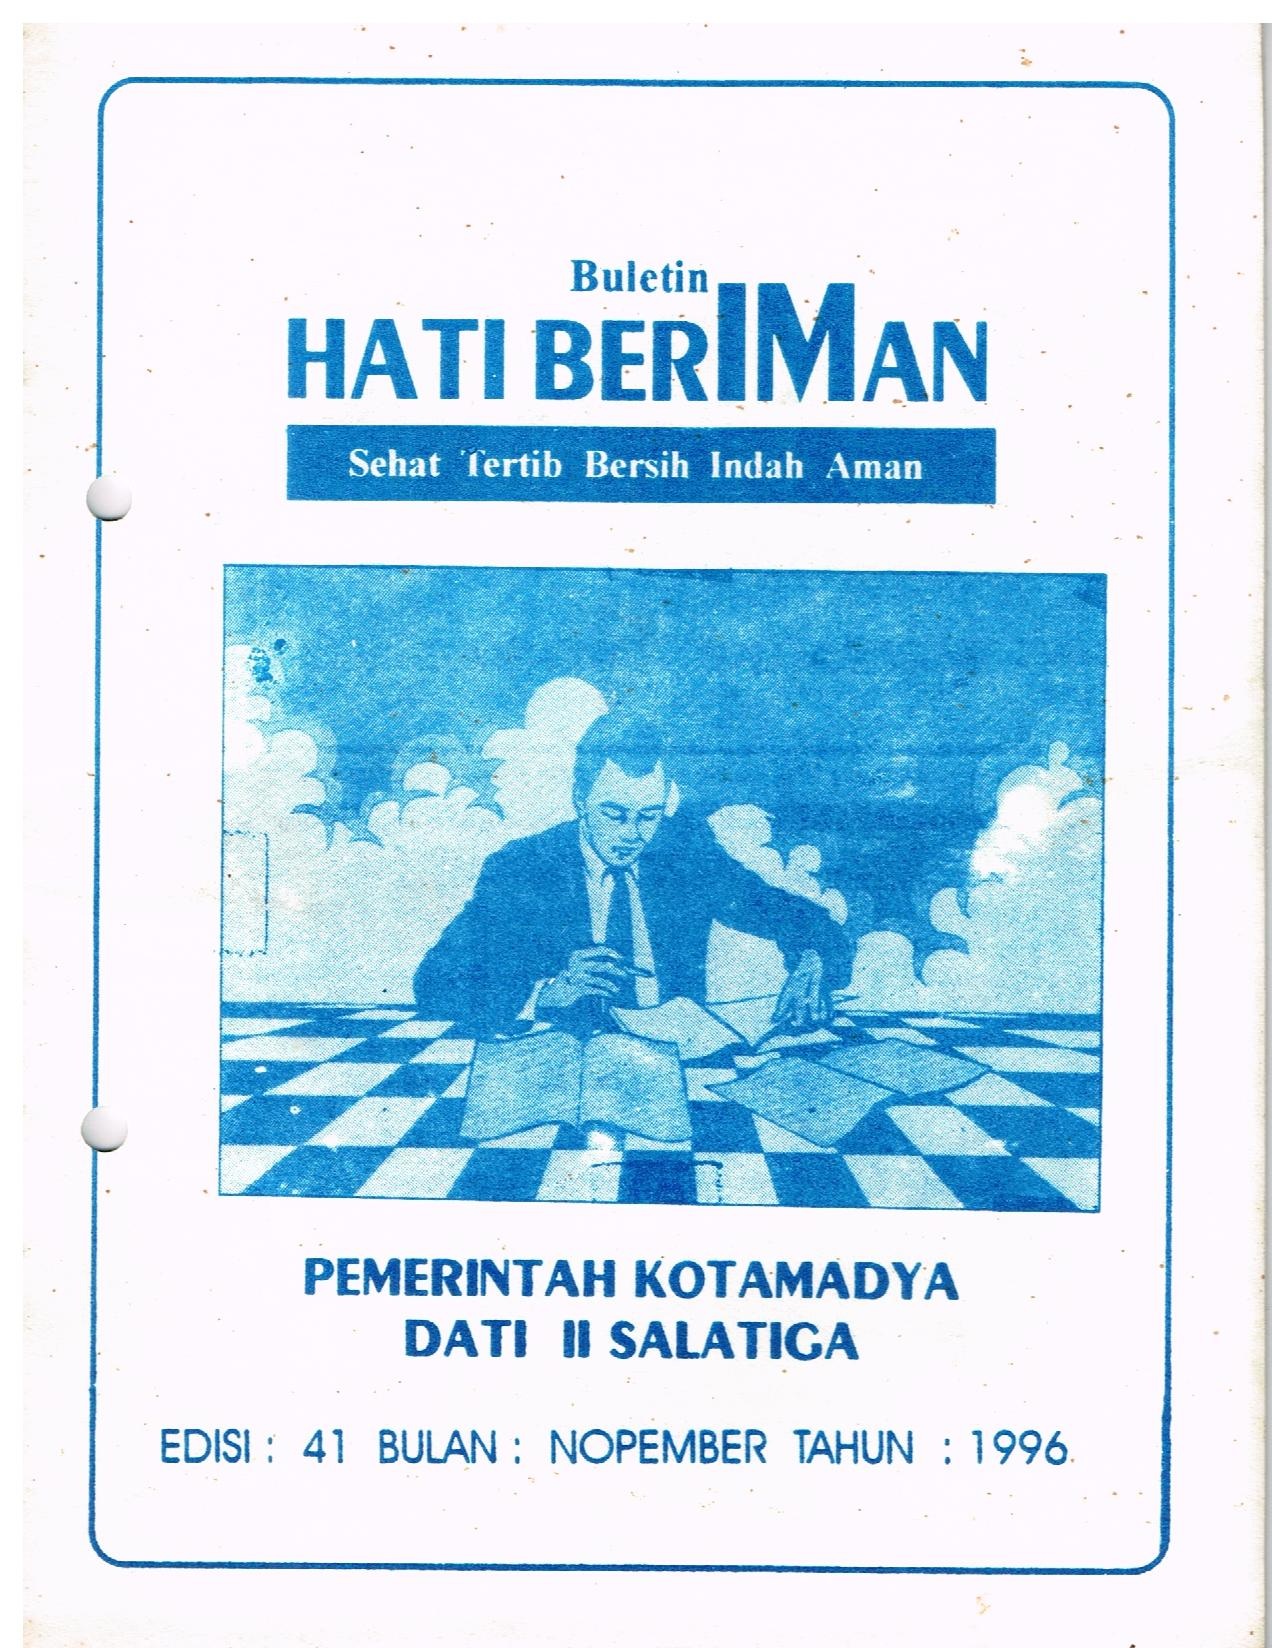 Buletin
HATI BERIMAN
Sehat Tertib Bersih Indah Aman
PEMERINTAH KOTAMADYA
DATI II SALATIGA
EDISI : 41 BULAN : NOPEMBER TAHUN : 1996.